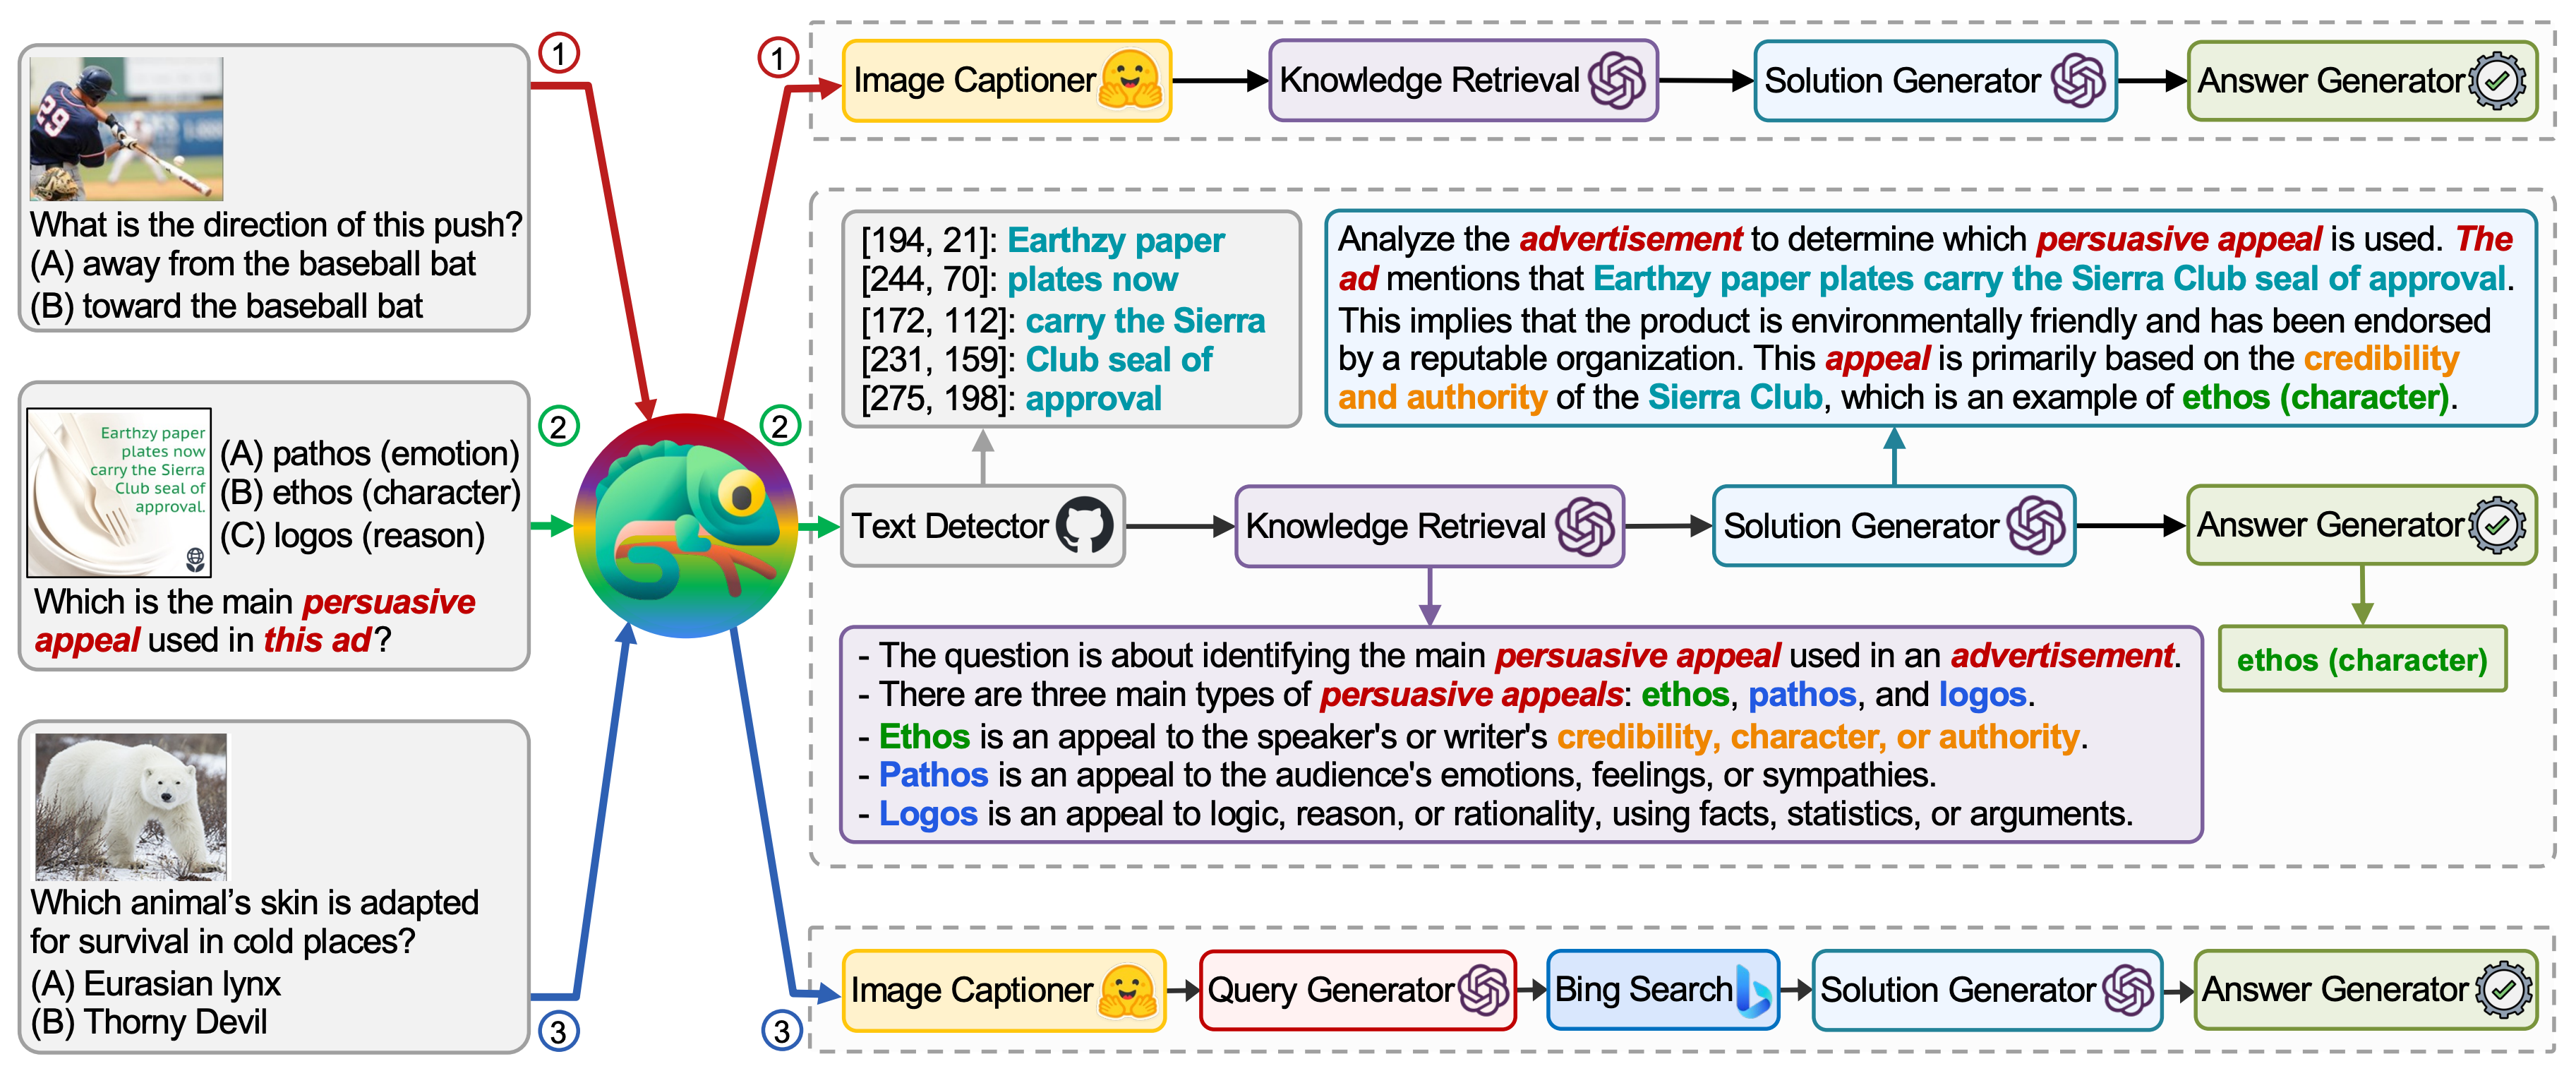 1
1
29
What is the direction of this push?
(A) away from the baseball bat
(B) toward the baseball bat
Image Captioner
Knowledge Retrieval
Solution Generator
Answer Generator
2
2
Earthzy paper
plates now
carry the Sierra
Club seal of
approval.
(A) pathos (emotion)
(B) ethos (character)
(C) logos (reason)
Which is the main persuasive
appeal used in this ad?
[194, 21]: Earthzy paper
[244, 70]: plates now
[172, 112]: carry the Sierra
[231, 159]: Club seal of
[275, 198]: approval
Analyze the advertisement to determine which persuasive appeal is used. The
ad mentions that Earthzy paper plates carry the Sierra Club seal of approval.
This implies that the product is environmentally friendly and has been endorsed
by a reputable organization. This appeal is primarily based on the credibility
and authority of the Sierra Club, which is an example of ethos (character).
Text Detector
Knowledge Retrieval
Solution Generator
Answer Generator
ethos (character)
- The question is about identifying the main persuasive appeal used in an advertisement.
- There are three main types of persuasive appeals: ethos, pathos, and logos.
- Ethos is an appeal to the speaker's or writer's credibility, character, or authority.
- Pathos is an appeal to the audience's emotions, feelings, or sympathies.
- Logos is an appeal to logic, reason, or rationality, using facts, statistics, or arguments.
Which animal’s skin is adapted
for survival in cold places?
(A) Eurasian lynx
(B) Thorny Devil
3
3
Image Captioner
Query Generator
Bing Search
Solution Generator
Answer Generator